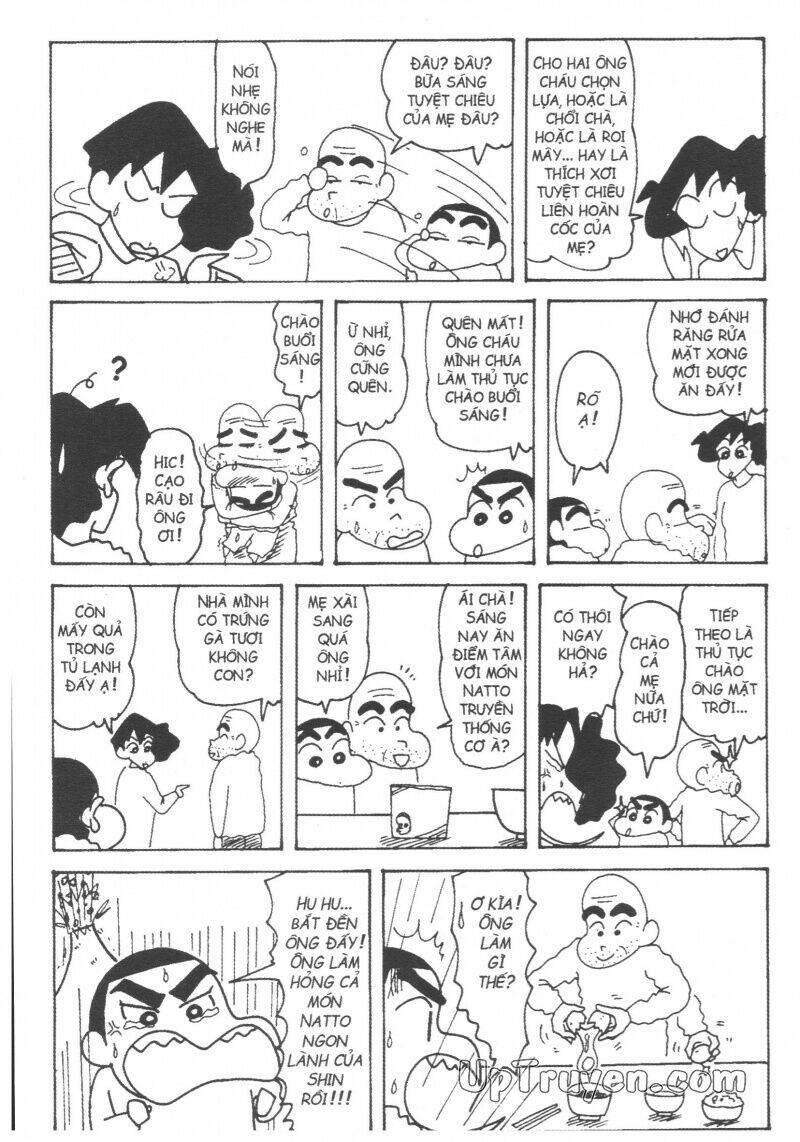 CHO HAI ÔNG
CHÁU CHỌN
LỰA, HOẶC LÀ
CHỔI CHÀ,
HOẶC LÀ ROI
MÂY... HAY LÀ
THÍCH XƠI
TUYỆT CHIÊU
LIÊN HOÀN
CỐC CỦA
MẸ?
ĐÂU? ĐÂU?
BỮA SÁNG
TUYỆT CHIÊU
CỦA MẸ ĐÂU?
NÓI
NHẸ
KHÔNG
NGHE
MÀ!
NHỚ ĐÁNH
RĂNG RỬA
MẶT XONG
MỚI ĐƯỢC
ĂN ĐẤY!
RÕ
Ạ!
QUÊN MẤT!
ÔNG CHÁU
MÌNH CHƯA
LÀM THỦ TỤC
CHÀO BUỔI
SÁNG!
Ừ NHỈ,
ÔNG
CŨNG
QUÊN.
CHÀO
BUỔI
SÁNG
!
HIC!
CẠO
RÂU ĐI
ÔNG
ƠI!
?
TIẾP
THEO LÀ
THỦ TỤC
CHÀO
ÔNG MẶT
TRỜI...
CHÀO
CẢ
MẸ
NỮA
CHỨ!
CÓ THÔI
NGAY
KHÔNG
HẢ?
ÁI CHÀ!
SÁNG
NAY ĂN
ĐIỂM TÂM
VỚI MÓN
NATTO
TRUYỀN
THỐNG
CƠ À?
MẸ XÀI
SANG
QUÁ
ÔNG
NHỈ!
NHÀ MÌNH
CÓ TRỨNG
GÀ TƯƠI
KHÔNG
CON?
CÒN
MẤY QUẢ
TRONG
TỦ LẠNH
ĐẤY Ạ!
Ơ KÌA!
ÔNG
LÀM
GÌ
THẾ?
HU HU...
BẮT ĐỀN
ÔNG ĐẤY!
ÔNG LÀM
HỎNG CẢ
MÓN
NATTO
NGON
LÀNH CỦA
SHIN
RỒI!!!
UpTruyen.com